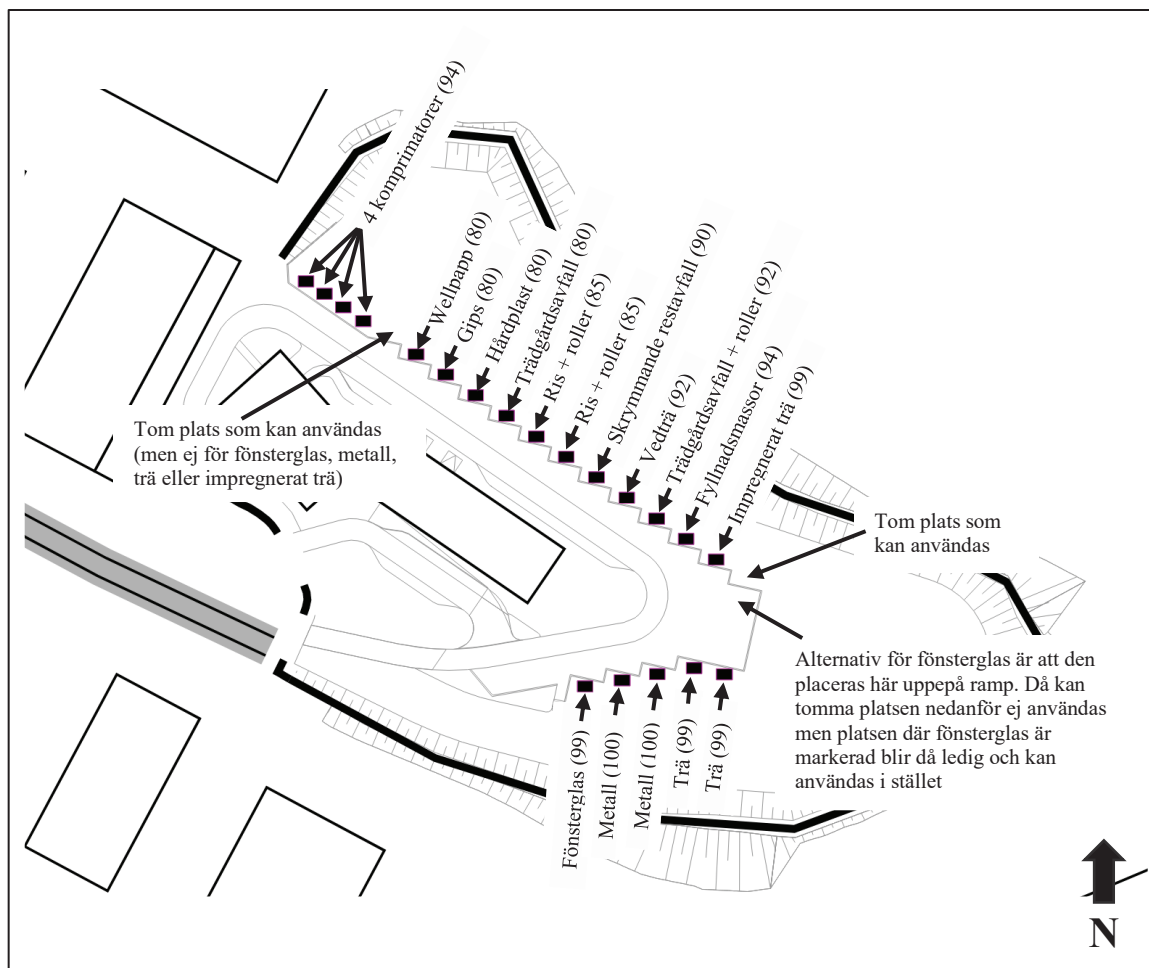 4 komprimatorer (94)
Wellpapp (80)
Gips (80)
Hårdplast (80)
Trädgårdsavfall (80)
Ris + roller (85)
Ris + roller (85)
Skrymmande restavfall (90)
Vedträ (92)
Trädgårdsavfall + roller (92)
Fyllnadsmassor (94)
Impregnerat trä (99)
Tom plats som kan användas
(men ej för fönsterglas, metall,
trä eller impregnerat trä)
Tom plats som
kan användas
Alternativ för fönsterglas är att den
placeras här uppepå ramp. Då kan
tomma platsen nedanför ej användas
men platsen där fönsterglas är
markerad blir då ledig och kan
användas i stället
Fönsterglas (99)
Metall (100)
Metall (100)
Trä (99)
Trä (99)
N